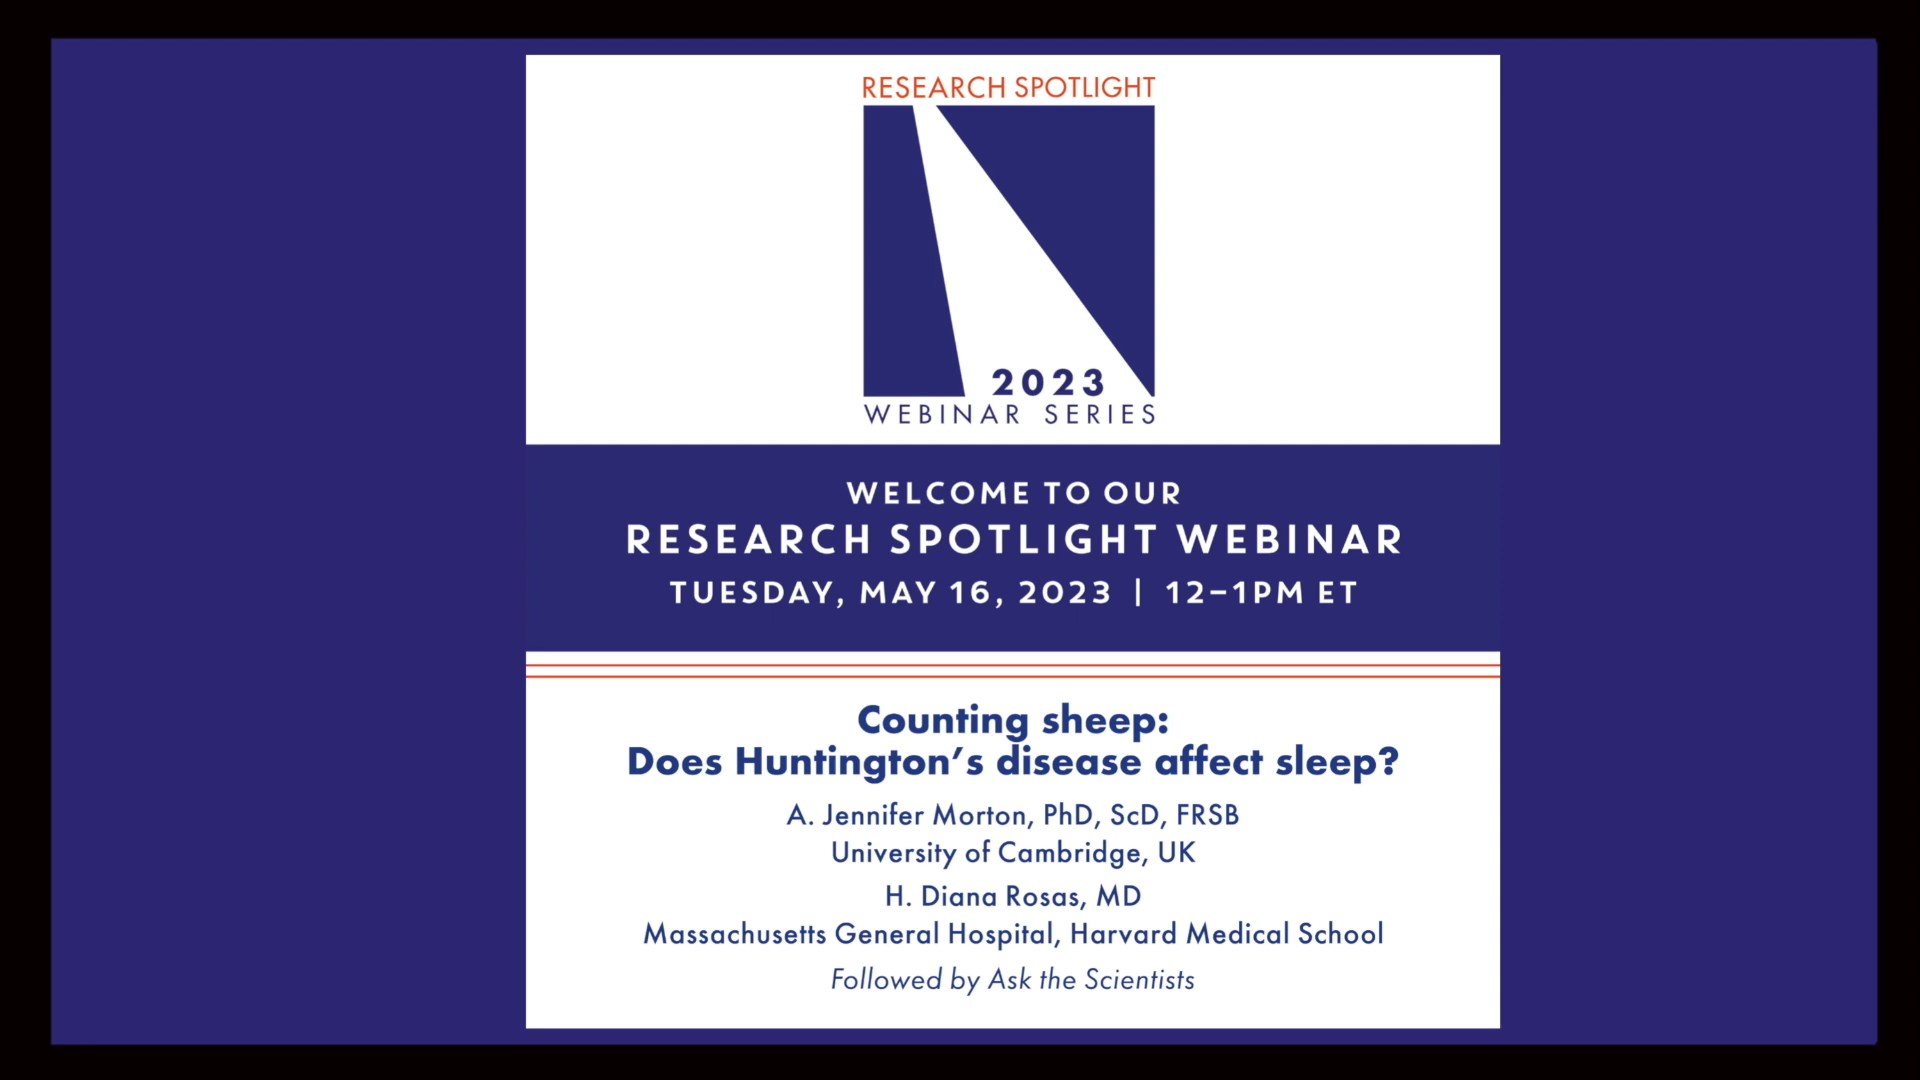 RESEARCH SPOTLIGHT
2023
WEBINAR SERIES
WELCOME TO OUR
RESEARCH SPOTLIGHT WEBINAR
TUESDAY, MAY 16, 2023 | 12–1PM ET
Counting sheep:
Does Huntington’s disease affect sleep?
A. Jennifer Morton, PhD, ScD, FRSB
University of Cambridge, UK
H. Diana Rosas, MD
Massachusetts General Hospital, Harvard Medical School
Followed by Ask the Scientists